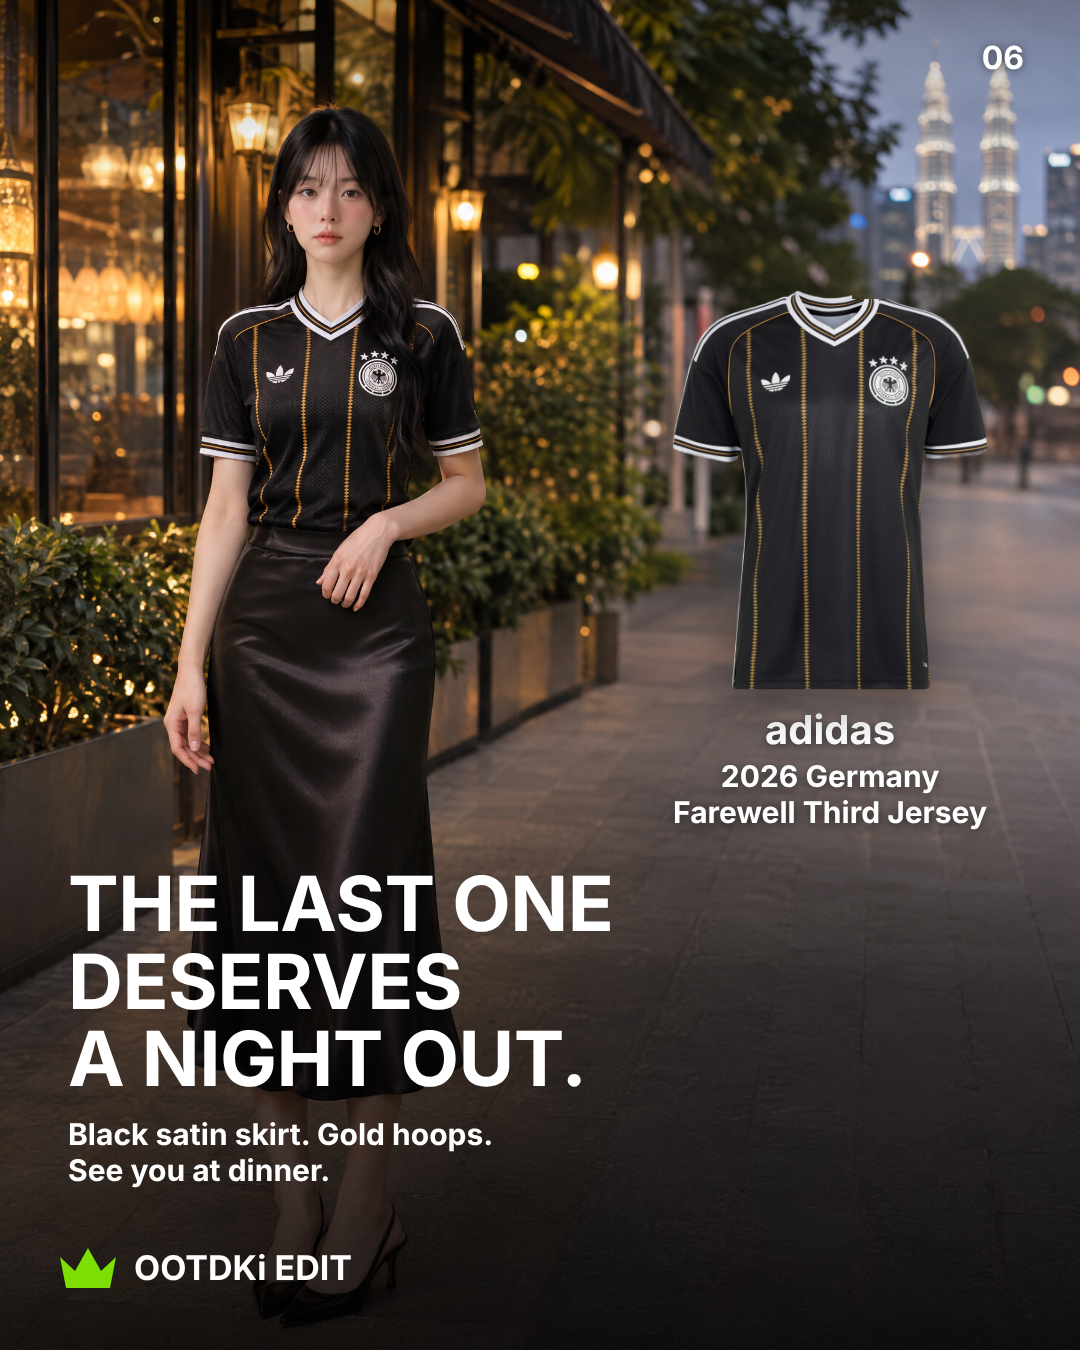 06
adidas
2026 Germany
Farewell Third Jersey
THE LAST ONE
DESERVES
A NIGHT OUT.
Black satin skirt. Gold hoops.
See you at dinner.
OOTDKi EDIT